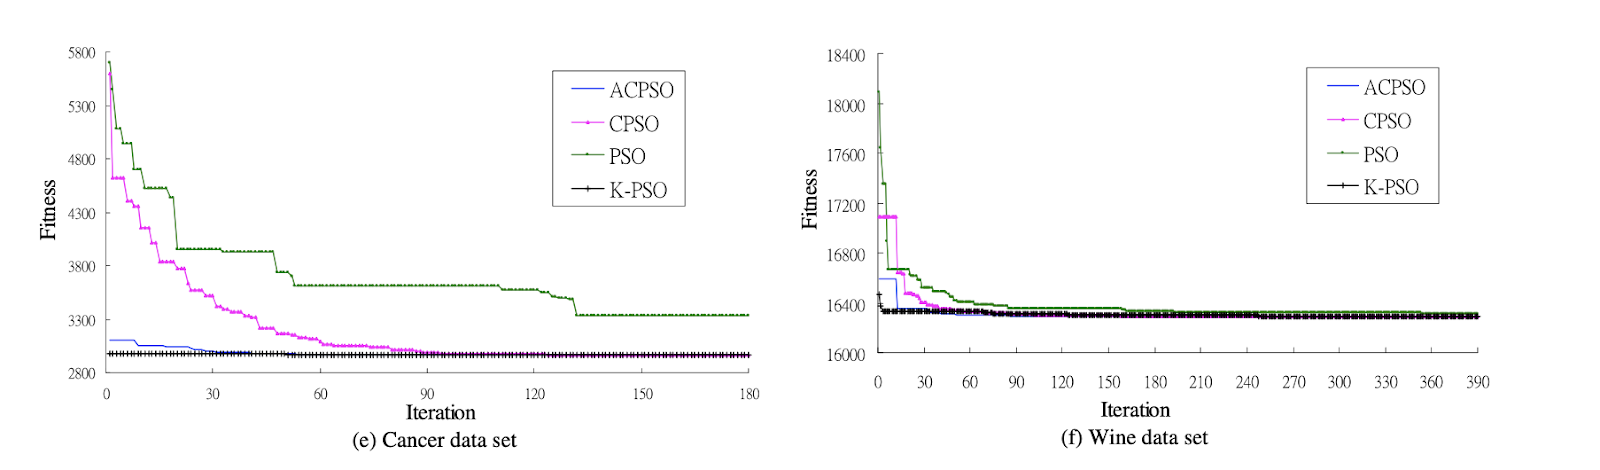 5800
5300
4800
4300
3800
3300
2800
Fitness
0 30 60 90 120 150 180
Iteration
ACPSO
CPSO
PSO
K-PSO
(e) Cancer data set
18400
18000
17600
17200
16800
16400
16000
Fitness
0 30 60 90 120 150 180 210 240 270 300 330 360 390
Iteration
ACPSO
CPSO
PSO
K-PSO
(f) Wine data set